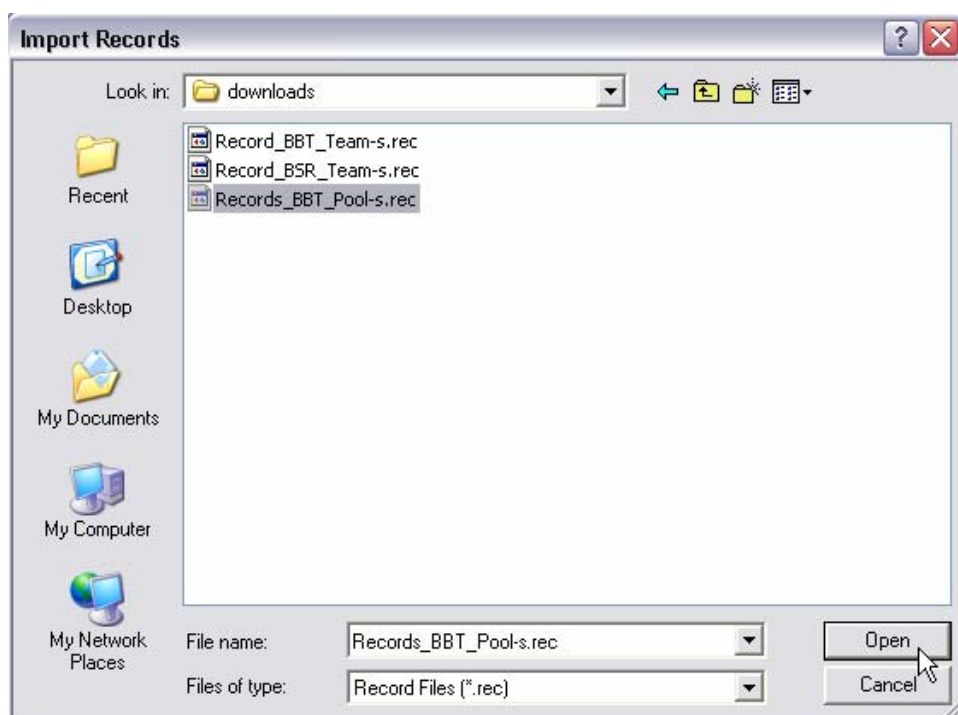 Import Records
Look in:
downloads
Record_BBT_Team-s.rec
Record_BSR_Team-s.rec
Records_BBT_Pool-s.rec
Recent
Desktop
My Documents
My Computer
My Network
Places
File name:
Records_BBT_Pool-s.rec
Open
Files of type:
Record Files (*.rec)
Cancel